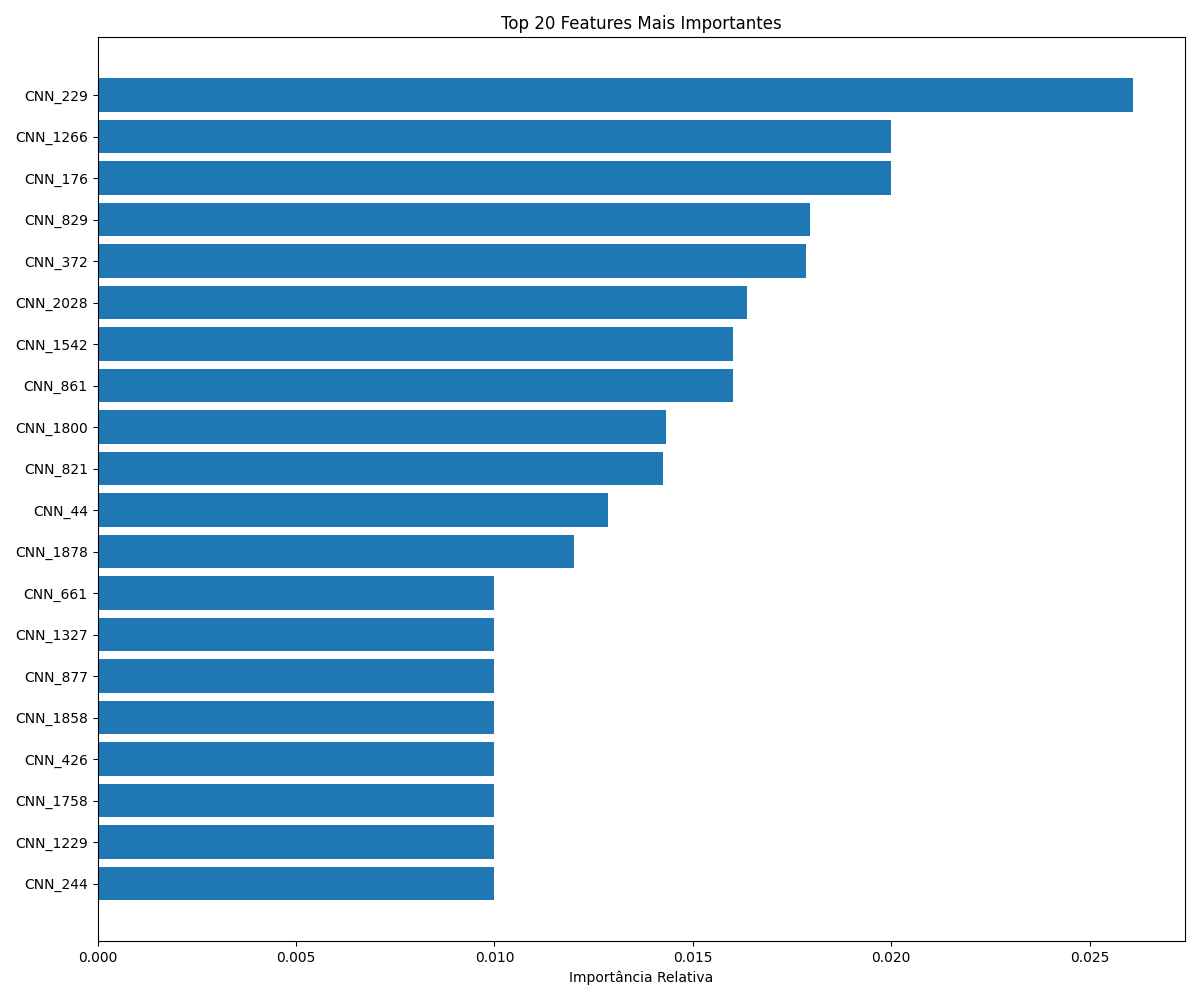 Top 20 Features Mais Importantes
CNN_229
CNN_1266
CNN_176
CNN_829
CNN_372
CNN_2028
CNN_1542
CNN_861
CNN_1800
CNN_821
CNN_44
CNN_1878
CNN_661
CNN_1327
CNN_877
CNN_1858
CNN_426
CNN_1758
CNN_1229
CNN_244
0.000 0.005 0.010 0.015 0.020 0.025
Importância Relativa